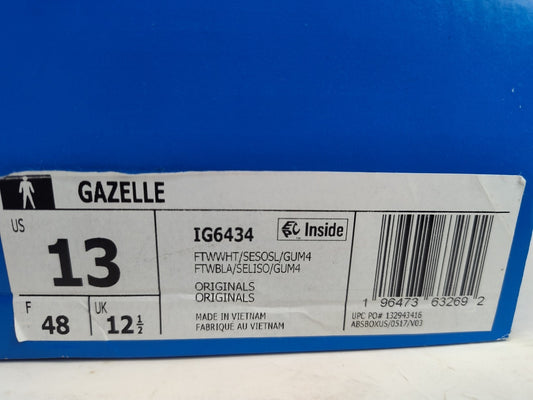 GAZELLE
US
13
F
48
UK
12 1/2
IG6434
Inside
FTWWHT/SESOSL/GUM4
FTWBLA/SELISO/GUM4
ORIGINALS
ORIGINALS
MADE IN VIETNAM
FABRIQUE AU VIETNAM
1 96473 63269 2
UPC PO# 132943416
ABSBOXUS/0517/V03